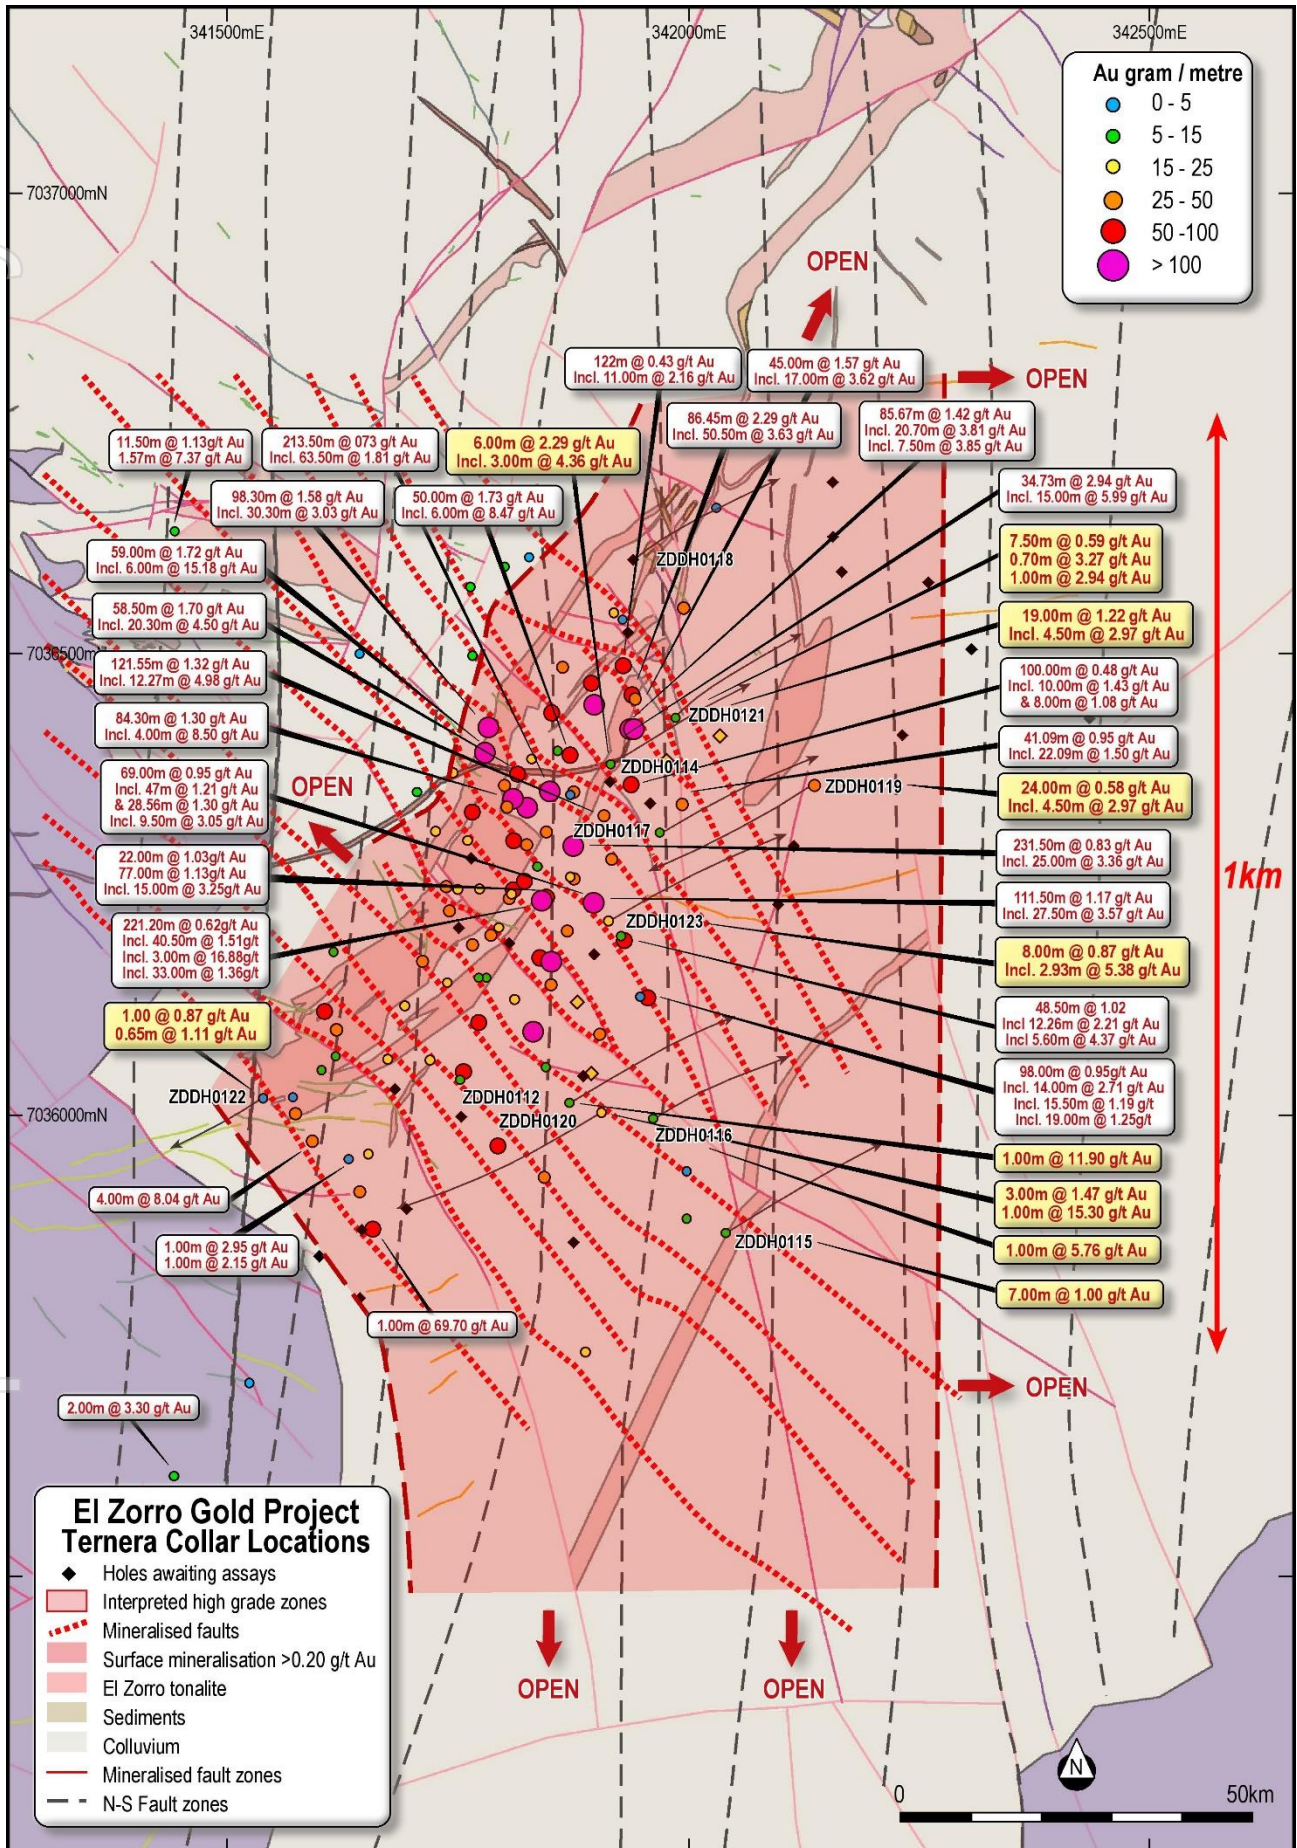 341500mE
342000mE
342500mE
Au gram / metre
0 - 5
5 - 15
15 - 25
25 - 50
50 -100
> 100
7037000mN
OPEN
OPEN
122m @ 0.43 g/t Au
Incl. 11.00m @ 2.16 g/t Au
45.00m @ 1.57 g/t Au
Incl. 17.00m @ 3.62 g/t Au
86.45m @ 2.29 g/t Au
Incl. 50.50m @ 3.63 g/t Au
85.67m @ 1.42 g/t Au
Incl. 20.70m @ 3.81 g/t Au
Incl. 7.50m @ 3.85 g/t Au
11.50m @ 1.13g/t Au
1.57m @ 7.37 g/t Au
213.50m @ 073 g/t Au
Incl. 63.50m @ 1.81 g/t Au
6.00m @ 2.29 g/t Au
Incl. 3.00m @ 4.36 g/t Au
98.30m @ 1.58 g/t Au
Incl. 30.30m @ 3.03 g/t Au
50.00m @ 1.73 g/t Au
Incl. 6.00m @ 8.47 g/t Au
34.73m @ 2.94 g/t Au
Incl. 15.00m @ 5.99 g/t Au
59.00m @ 1.72 g/t Au
Incl. 6.00m @ 15.18 g/t Au
7.50m @ 0.59 g/t Au
0.70m @ 3.27 g/t Au
1.00m @ 2.94 g/t Au
ZDDH0118
58.50m @ 1.70 g/t Au
Incl. 20.30m @ 4.50 g/t Au
19.00m @ 1.22 g/t Au
Incl. 4.50m @ 2.97 g/t Au
7036500m
121.55m @ 1.32 g/t Au
Incl. 12.27m @ 4.98 g/t Au
100.00m @ 0.48 g/t Au
Incl. 10.00m @ 1.43 g/t Au
& 8.00m @ 1.08 g/t Au
84.30m @ 1.30 g/t Au
Incl. 4.00m @ 8.50 g/t Au
ZDDH0121
41.09m @ 0.95 g/t Au
Incl. 22.09m @ 1.50 g/t Au
ZDDH0114
69.00m @ 0.95 g/t Au
Incl. 47m @ 1.21 g/t Au
& 28.56m @ 1.30 g/t Au
Incl. 9.50m @ 3.05 g/t Au
OPEN
ZDDH0119
24.00m @ 0.58 g/t Au
Incl. 4.50m @ 2.97 g/t Au
ZDDH0117
231.50m @ 0.83 g/t Au
Incl. 25.00m @ 3.36 g/t Au
1km
22.00m @ 1.03g/t Au
77.00m @ 1.13g/t Au
Incl. 15.00m @ 3.25g/t Au
111.50m @ 1.17 g/t Au
Incl. 27.50m @ 3.57 g/t Au
ZDDH0123
221.20m @ 0.62g/t Au
Incl. 40.50m @ 1.51g/t
Incl. 3.00m @ 16.88g/t
Incl. 33.00m @ 1.36g/t
8.00m @ 0.87 g/t Au
Incl. 2.93m @ 5.38 g/t Au
1.00 @ 0.87 g/t Au
0.65m @ 1.11 g/t Au
48.50m @ 1.02
Incl 12.26m @ 2.21 g/t Au
Incl 5.60m @ 4.37 g/t Au
98.00m @ 0.95g/t Au
Incl. 14.00m @ 2.71 g/t Au
Incl. 15.50m @ 1.19 g/t
Incl. 19.00m @ 1.25g/t
ZDDH0122
ZDDH0112
7036000mN
ZDDH0120
ZDDH0116
1.00m @ 11.90 g/t Au
4.00m @ 8.04 g/t Au
3.00m @ 1.47 g/t Au
1.00m @ 15.30 g/t Au
1.00m @ 2.95 g/t Au
1.00m @ 2.15 g/t Au
ZDDH0115
1.00m @ 5.76 g/t Au
7.00m @ 1.00 g/t Au
1.00m @ 69.70 g/t Au
OPEN
2.00m @ 3.30 g/t Au
El Zorro Gold Project
Ternera Collar Locations
Holes awaiting assays
Interpreted high grade zones
Mineralised faults
Surface mineralisation >0.20 g/t Au
El Zorro tonalite
Sediments
Colluvium
Mineralised fault zones
N-S Fault zones
OPEN
OPEN
N
0
50km